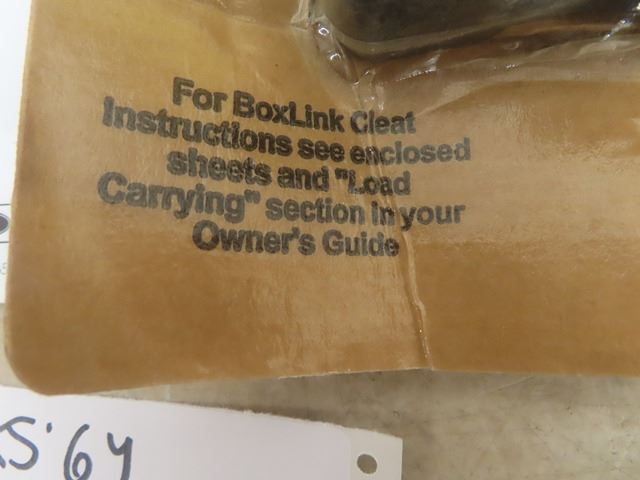 For BoxLink Cleat
Instructions see enclosed
sheets and "Load
Carrying" section in your
Owner's Guide